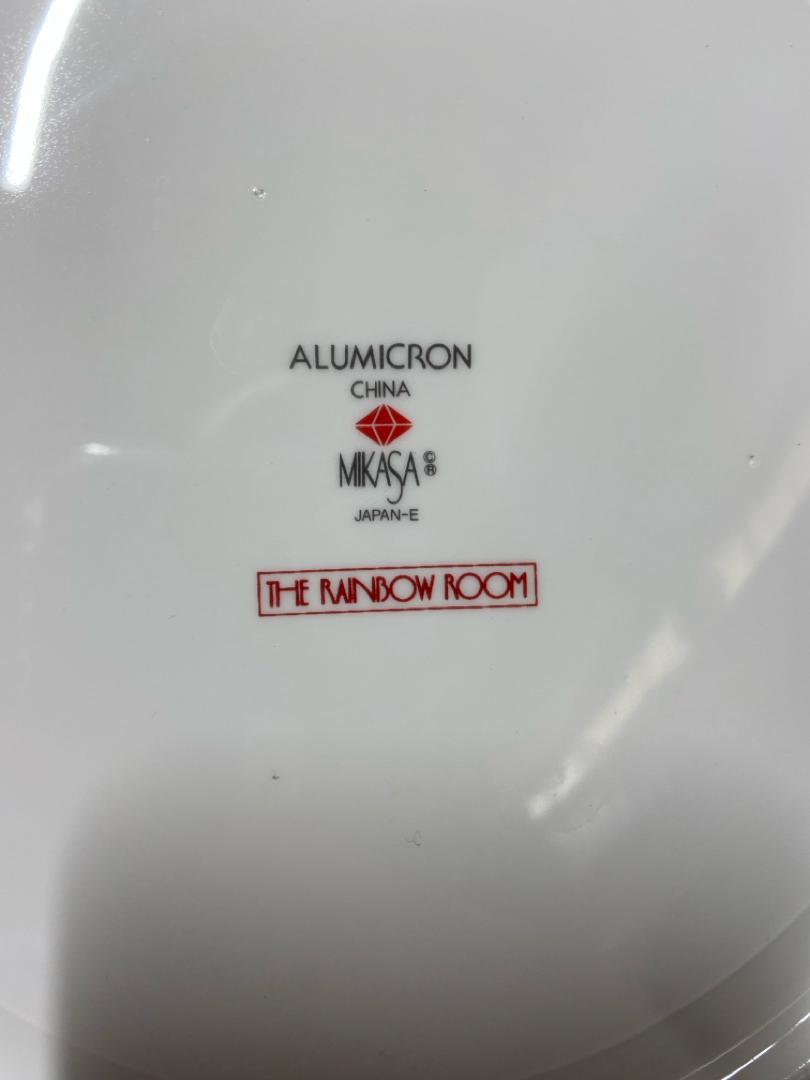 ALUMICRON
CHINA
MIKASA ©®
JAPAN-E
THE RAINBOW ROOM